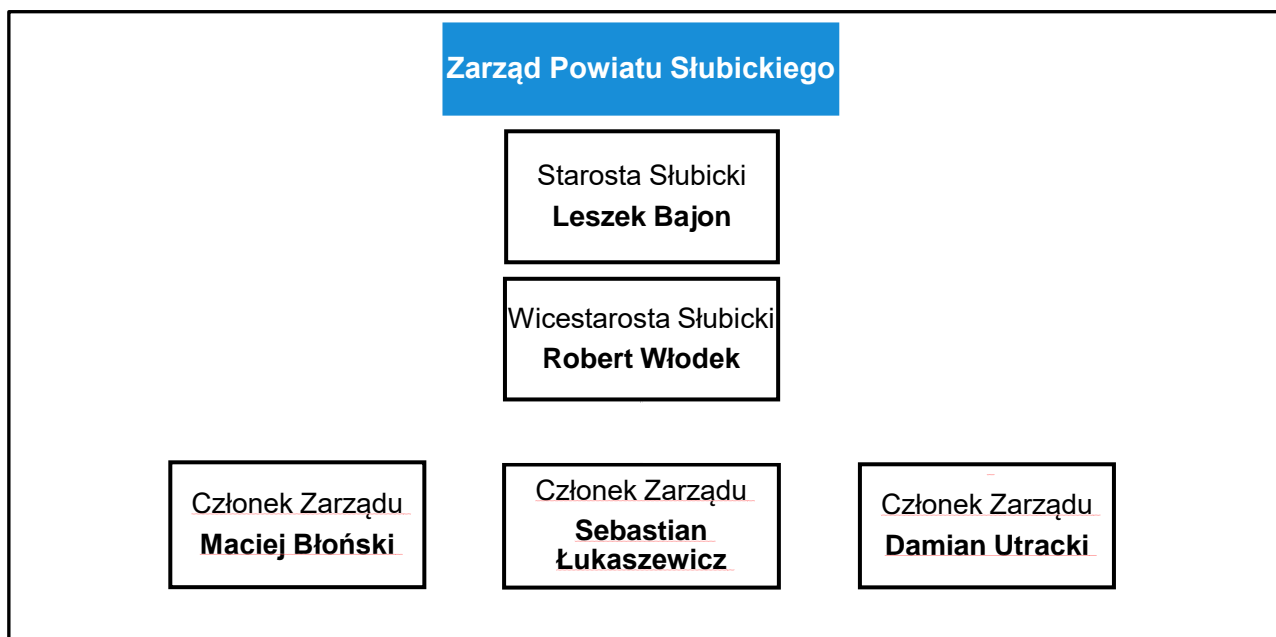 Zarząd Powiatu Słubickiego
Starosta Słubicki
Leszek Bajon
Wicestarosta Słubicki
Robert Włodek
Członek Zarządu
Maciej Błoński
Członek Zarządu
Sebastian
Łukaszewicz
Członek Zarządu
Damian Utracki